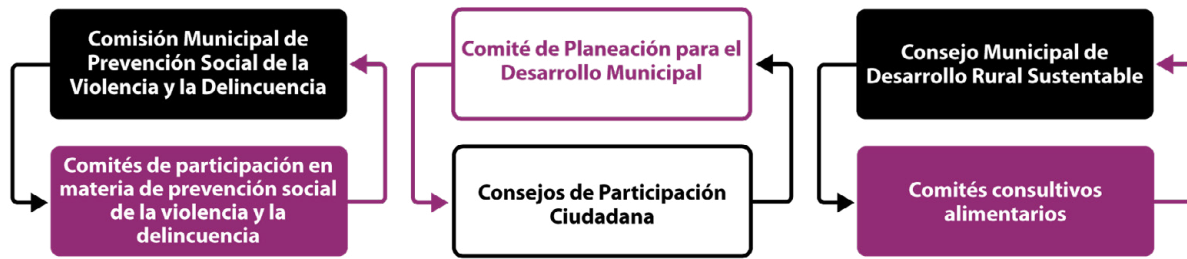 Comisión Municipal de
Prevención Social de la
Violencia y la Delincuencia
Comités de participación en
materia de prevención social
de la violencia y la
delincuencia
Comité de Planeación para el
Desarrollo Municipal
Consejos de Participación
Ciudadana
Consejo Municipal de
Desarrollo Rural Sustentable
Comités consultivos
alimentarios